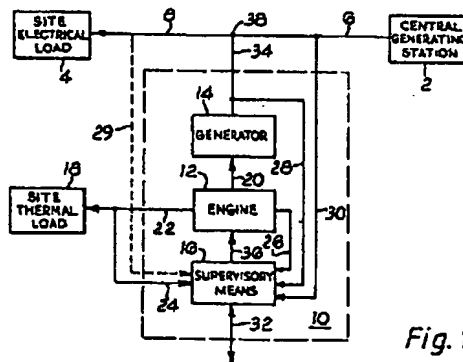 SITE
ELECTRICAL
LOAD
4
8
38
6
CENTRAL
GENERATING
STATION
2
34
29
14
GENERATOR
28
18
SITE
THERMAL
LOAD
12
20
ENGINE
22
30
16
36
26
SUPERVISORY
MEANS
24
32
10
Fig.